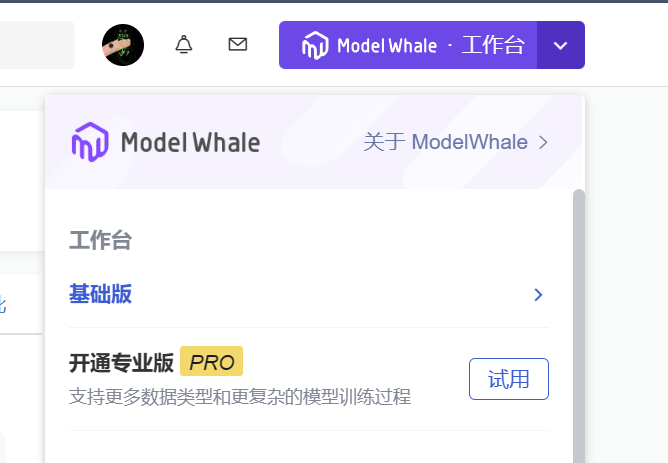 Model Whale · 工作台
Model Whale 关于 ModelWhale
工作台
基础版
开通专业版 PRO
试用
支持更多数据类型和更复杂的模型训练过程